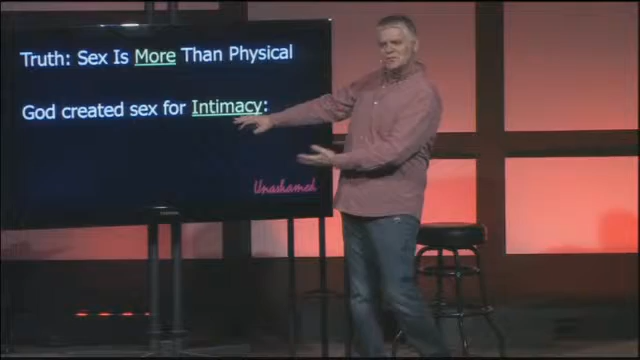 Truth: Sex Is More Than Physical
God created sex for Intimacy:
Unashamed